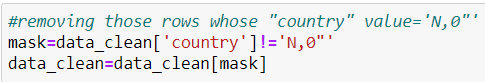 #removing those rows whose "country" value='N,0"'
mask=data_clean['country']!='N,0"'
data_clean=data_clean[mask]